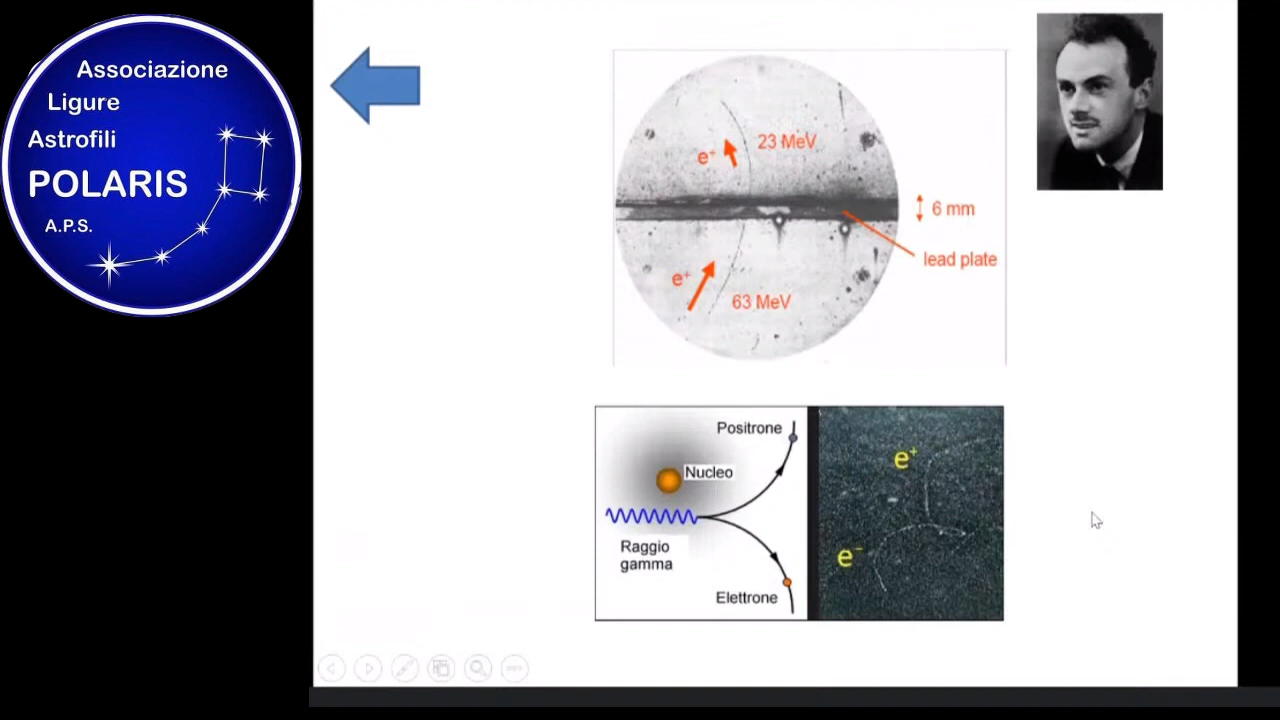 Associazione
Ligure
Astrofili
POLARIS
A.P.S.
23 MeV
e⁺
6 mm
lead plate
e⁺
63 MeV
Positrone
Nucleo
Raggio
gamma
Elettrone
e⁺
e⁻